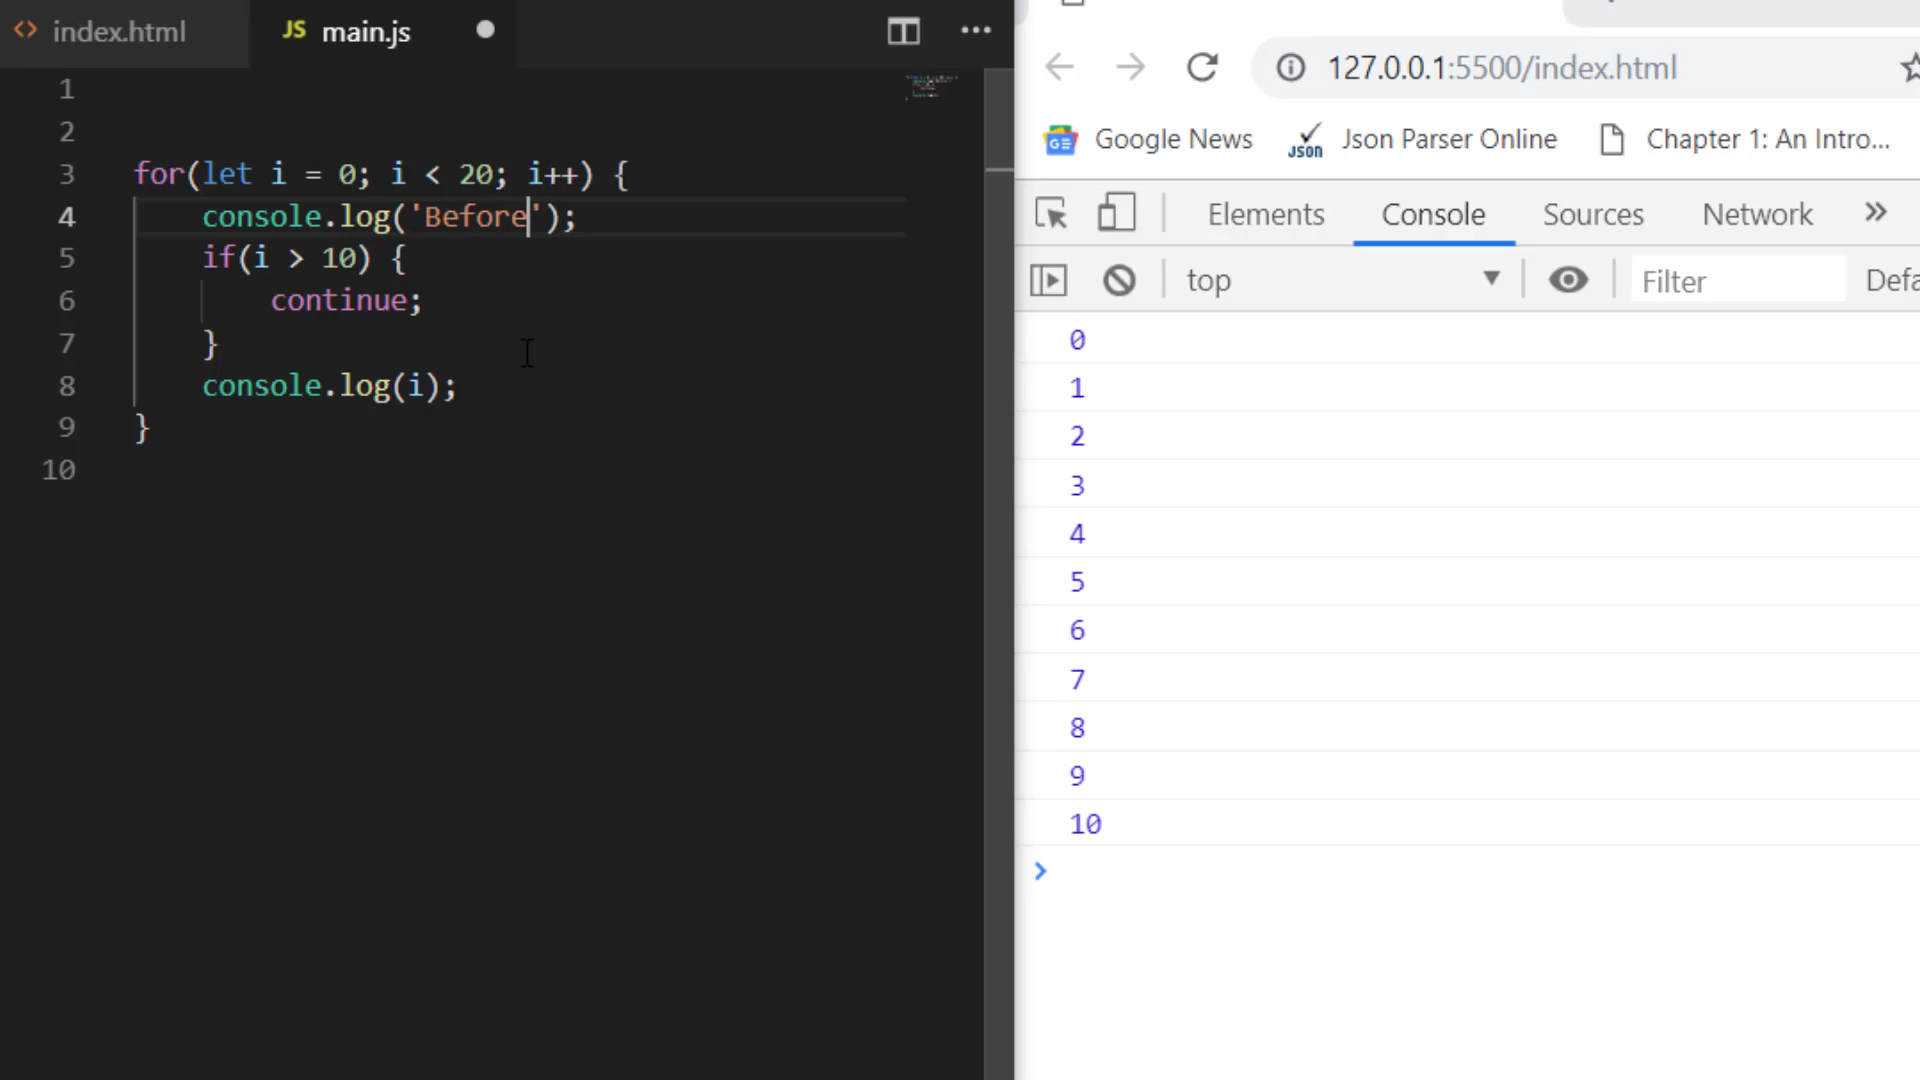 index.html
JS main.js
1
2
3 for(let i = 0; i < 20; i++) {
4 console.log('Before');
5 if(i > 10) {
6 continue;
7 }
8 console.log(i);
9 }
10
127.0.0.1:5500/index.html
GE Google News
JSON Json Parser Online
Chapter 1: An Intro...
Elements
Console
Sources
Network
top
Filter
Defa
0
1
2
3
4
5
6
7
8
9
10